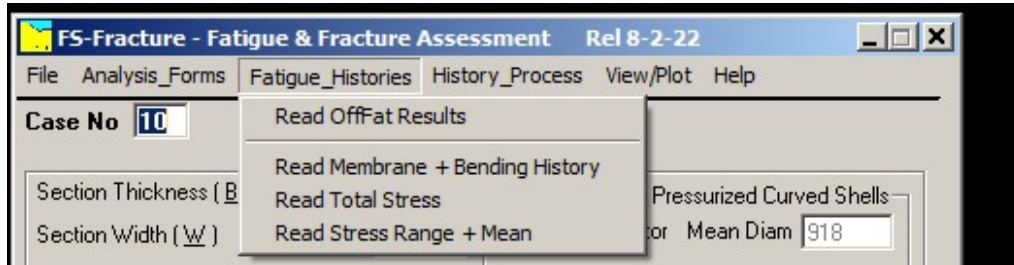 FS-Fracture - Fatigue & Fracture Assessment Rel 8-2-22
File Analysis_Forms Fatigue_Histories History_Process View/Plot Help
Case No 10
Read OffFat Results
Read Membrane + Bending History
Read Total Stress
Read Stress Range + Mean
Section Thickness ( B
Pressurized Curved Shells
Section Width ( W )
or Mean Diam 918